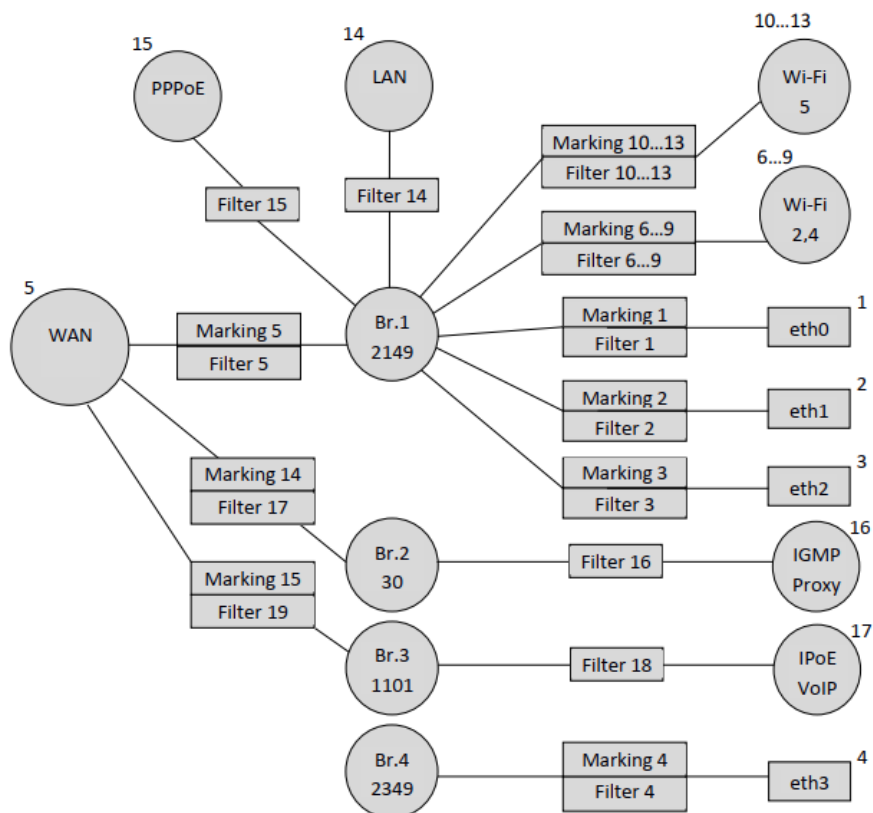 15
PPPoE
14
LAN
10...13
Wi-Fi
5
Marking 10...13
Filter 10...13
6...9
Wi-Fi
2,4
Filter 15
Filter 14
Marking 6...9
Filter 6...9
5
WAN
Marking 5
Filter 5
Br.1
2149
Marking 1
Filter 1
1
eth0
Marking 2
Filter 2
2
eth1
Marking 3
Filter 3
3
eth2
Marking 14
Filter 17
Br.2
30
Filter 16
16
IGMP
Proxy
Marking 15
Filter 19
Br.3
1101
Filter 18
17
IPoE
VoIP
Br.4
2349
Marking 4
Filter 4
4
eth3